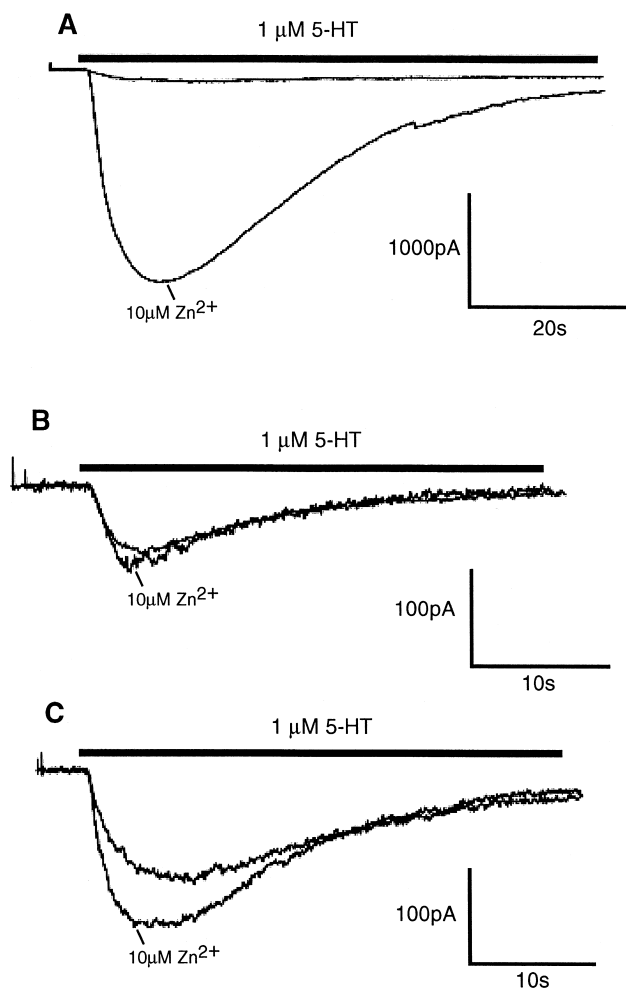 A
1 μM 5-HT
1000pA
10μM Zn2+
20s
B
1 μM 5-HT
10μM Zn2+
100pA
10s
C
1 μM 5-HT
100pA
10μM Zn2+
10s